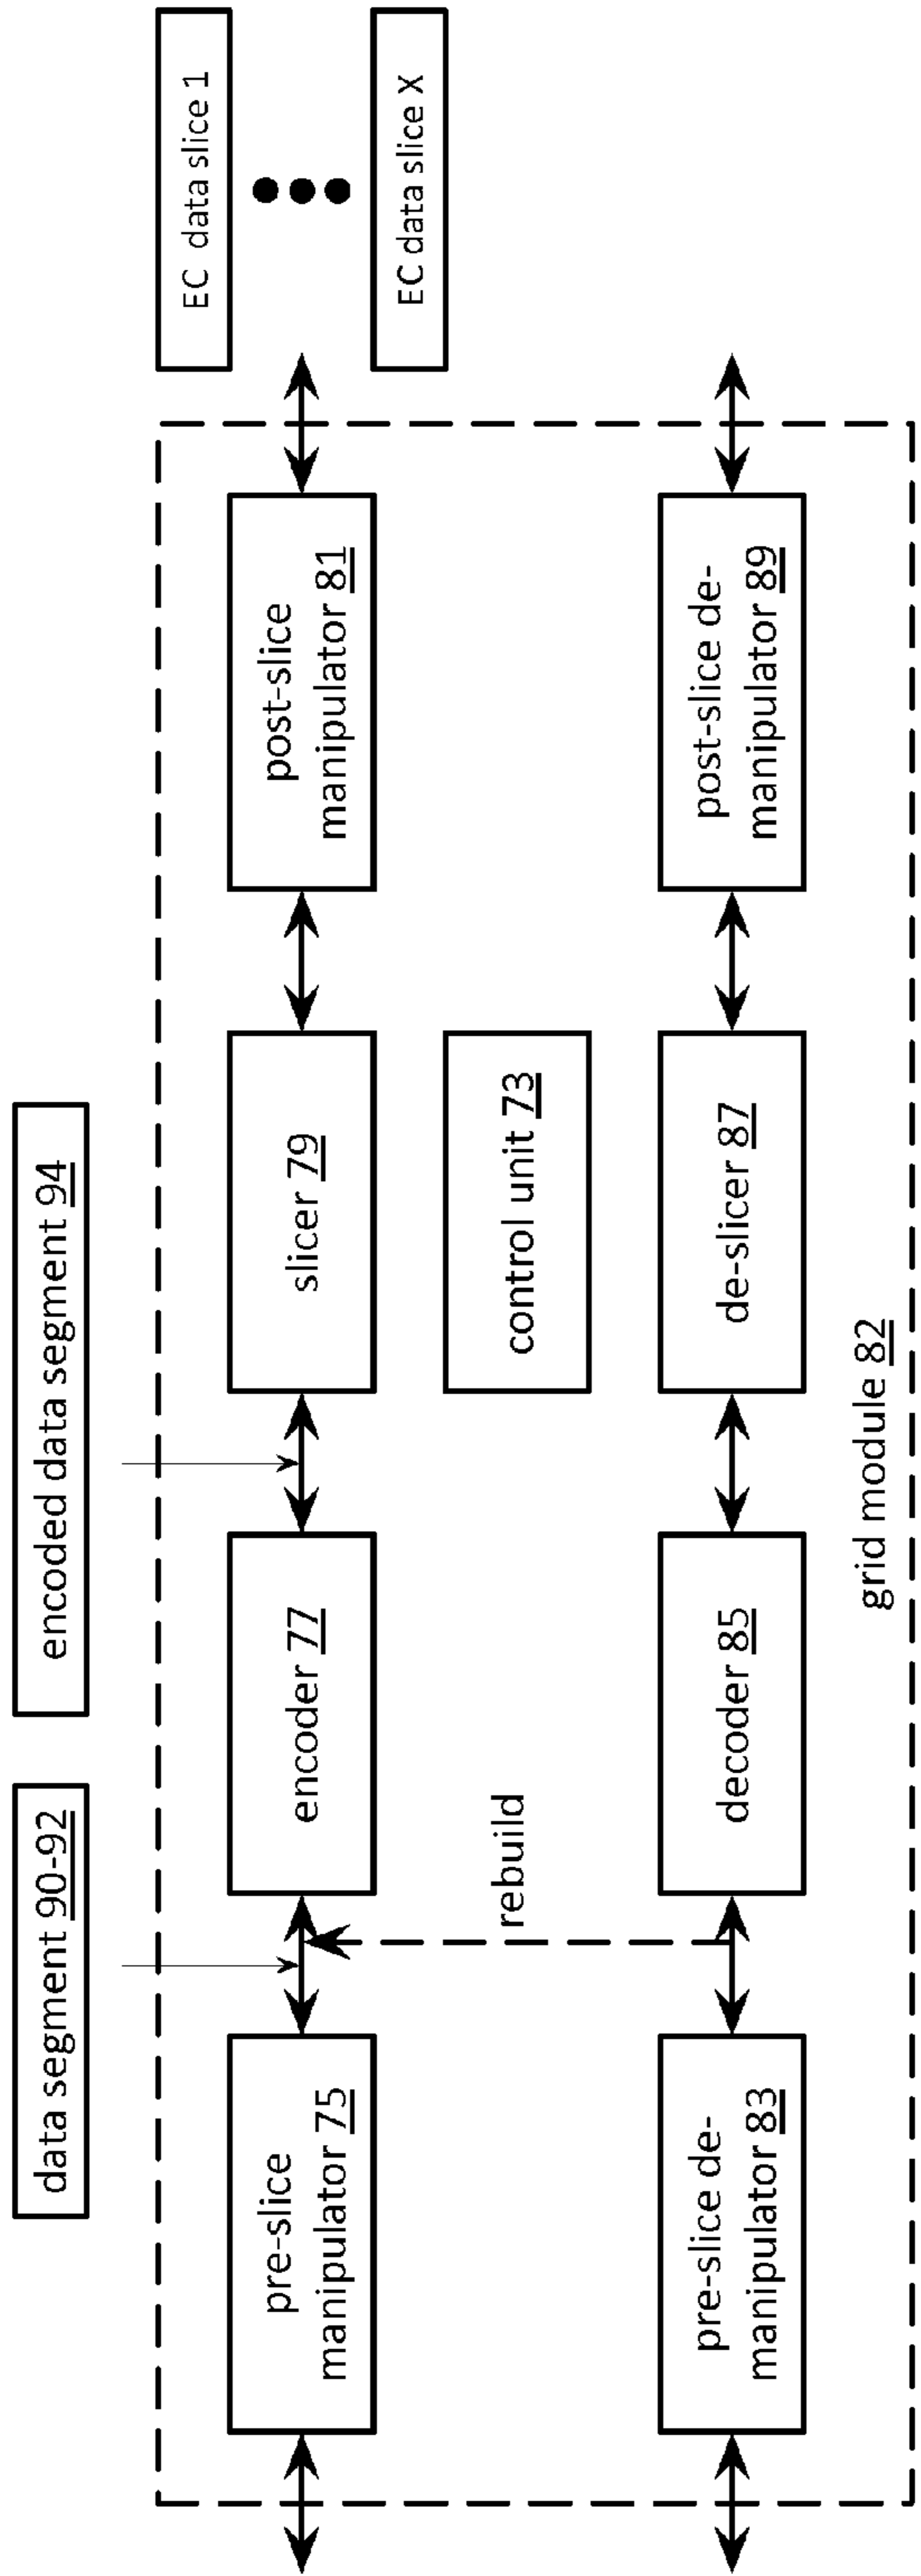 data segment 90-92
encoded data segment 94
EC data slice 1
EC data slice X
pre-slice
manipulator 75
encoder 77
slicer 79
post-slice
manipulator 81
rebuild
control unit 73
pre-slice de-
manipulator 83
decoder 85
de-slicer 87
post-slice de-
manipulator 89
grid module 82